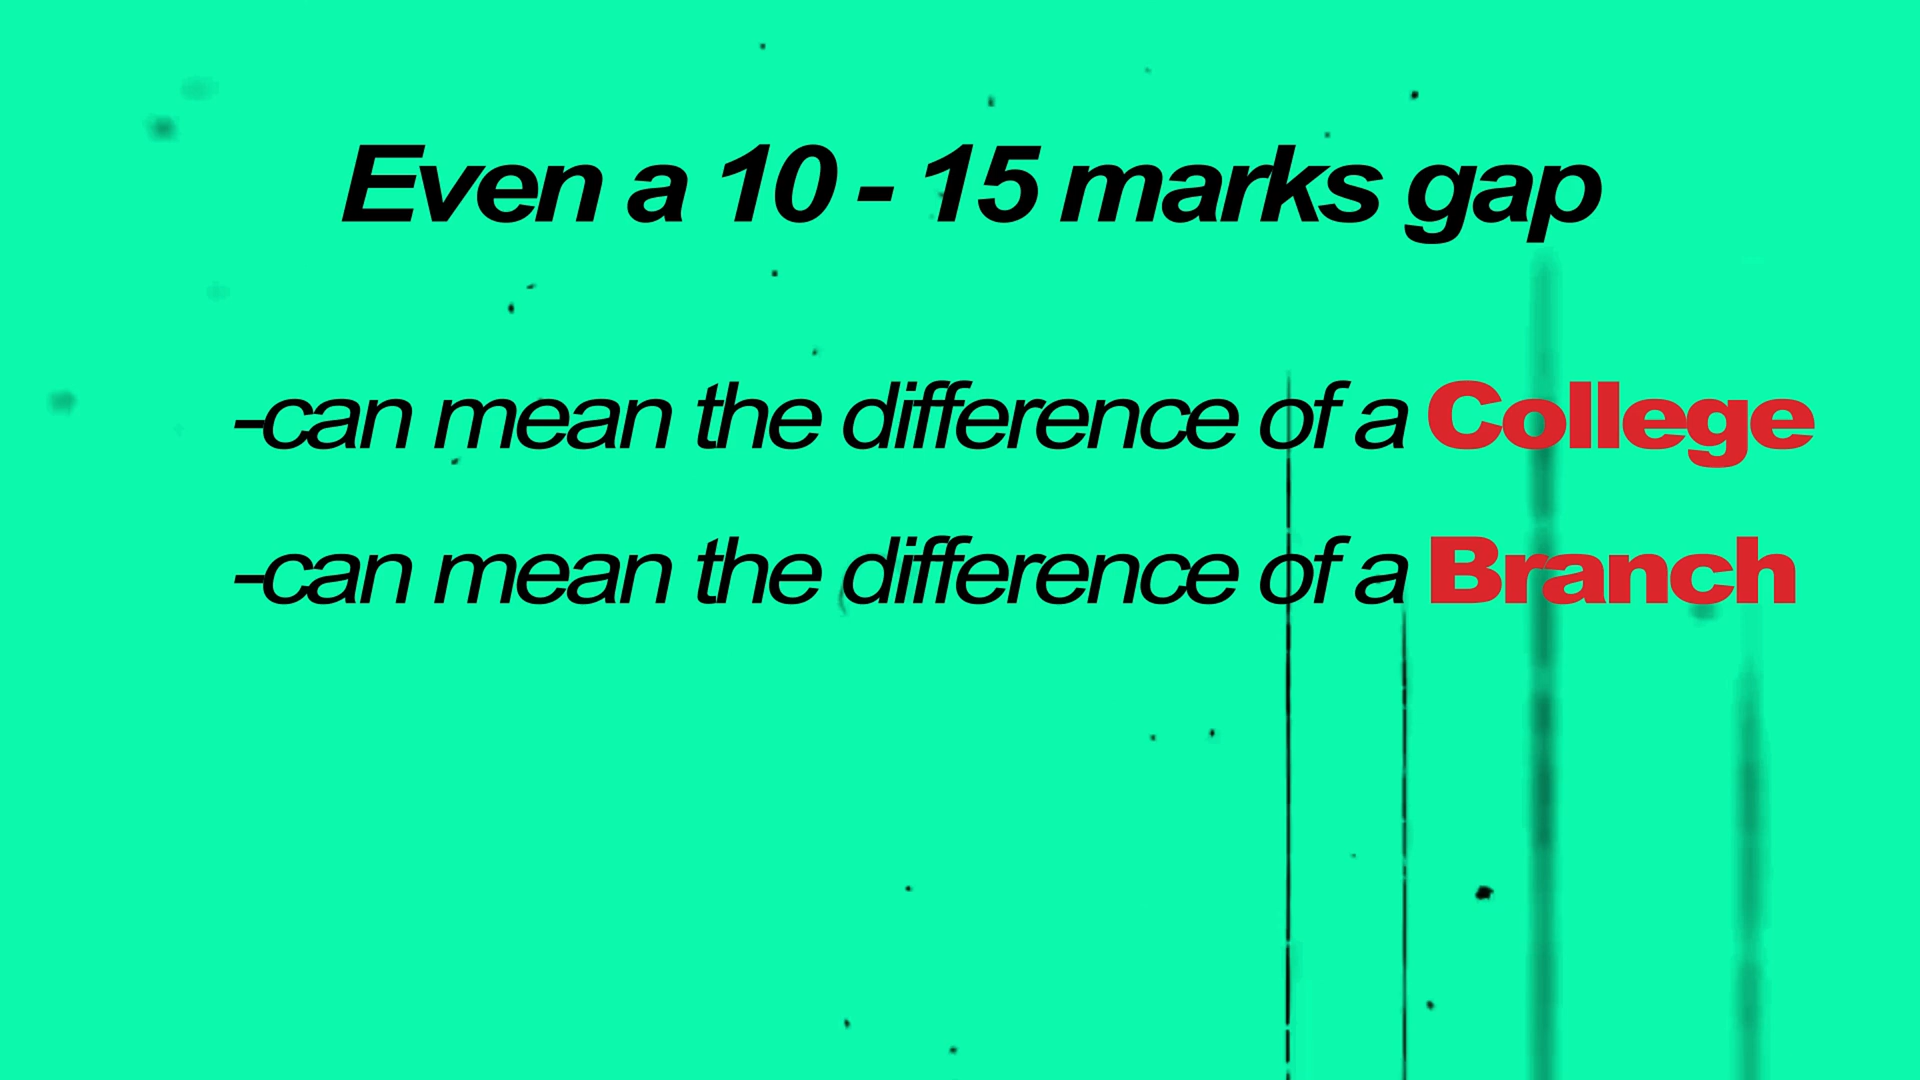 Even a 10 - 15 marks gap
-can mean the difference of a College
-can mean the difference of a Branch